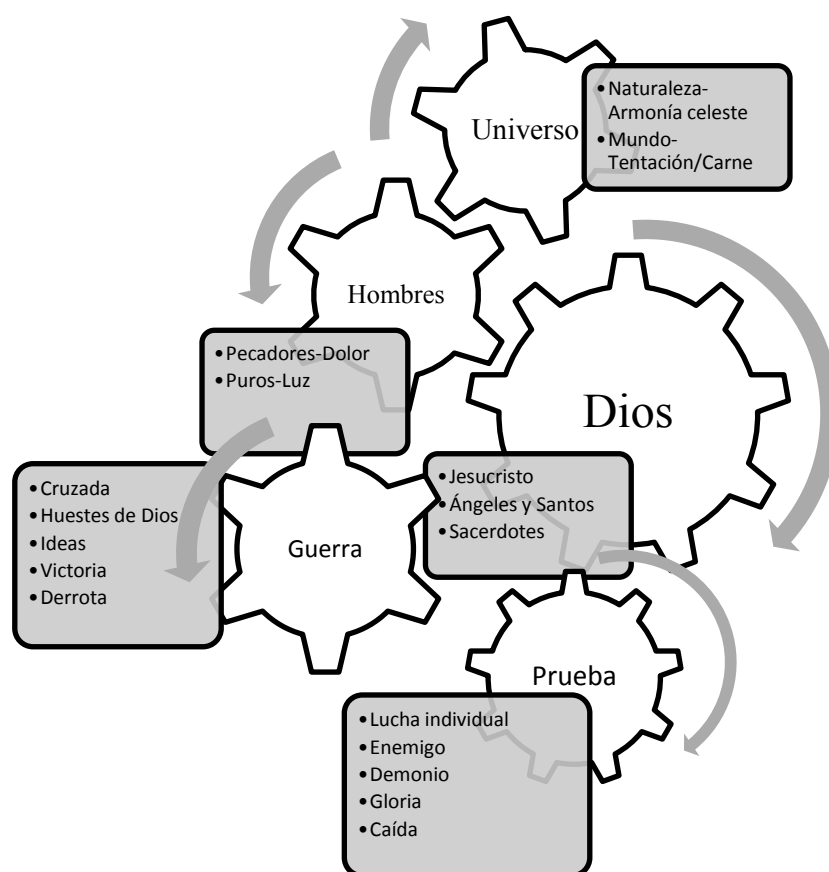 Universo
• Naturaleza-
Armonía celeste
• Mundo-
Tentación/Carne
Hombres
• Pecadores-Dolor
• Puros-Luz
Dios
• Jesucristo
• Ángeles y Santos
• Sacerdotes
Guerra
• Cruzada
• Huestes de Dios
• Ideas
• Victoria
• Derrota
Prueba
• Lucha individual
• Enemigo
• Demonio
• Gloria
• Caída